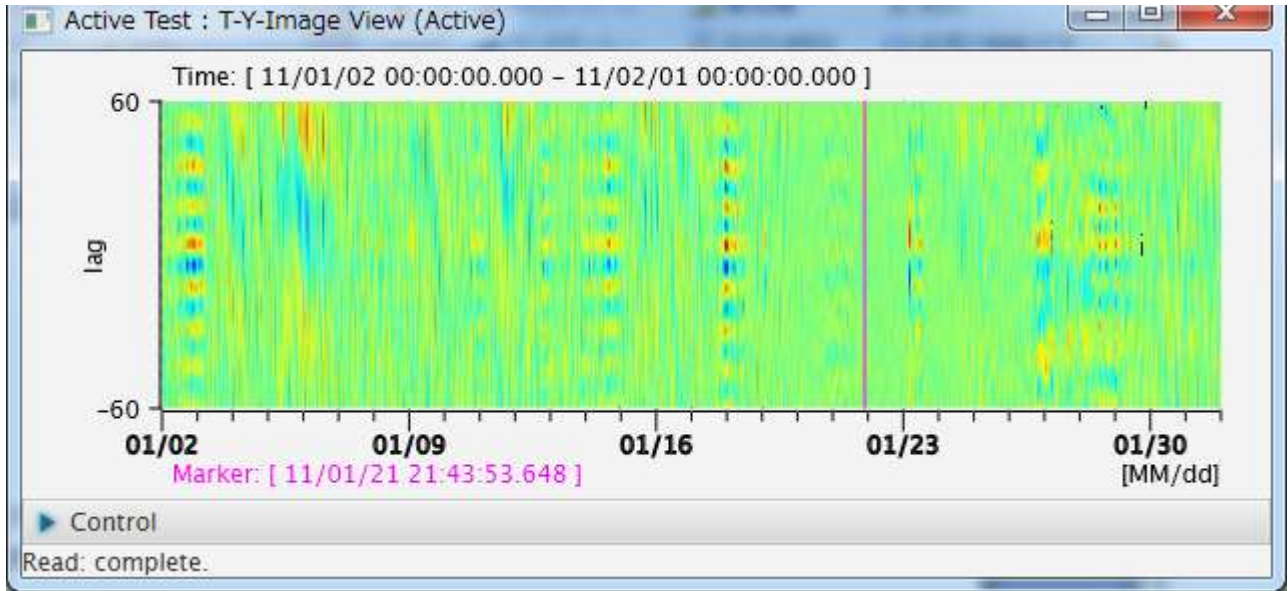 Active Test : T-Y-Image View (Active)
Time: [ 11/01/02 00:00:00.000 - 11/02/01 00:00:00.000 ]
60
lag
-60
01/02 01/09 01/16 01/23 01/30
Marker: [ 11/01/21 21:43:53.648 ] [MM/dd]
Control
Read: complete.